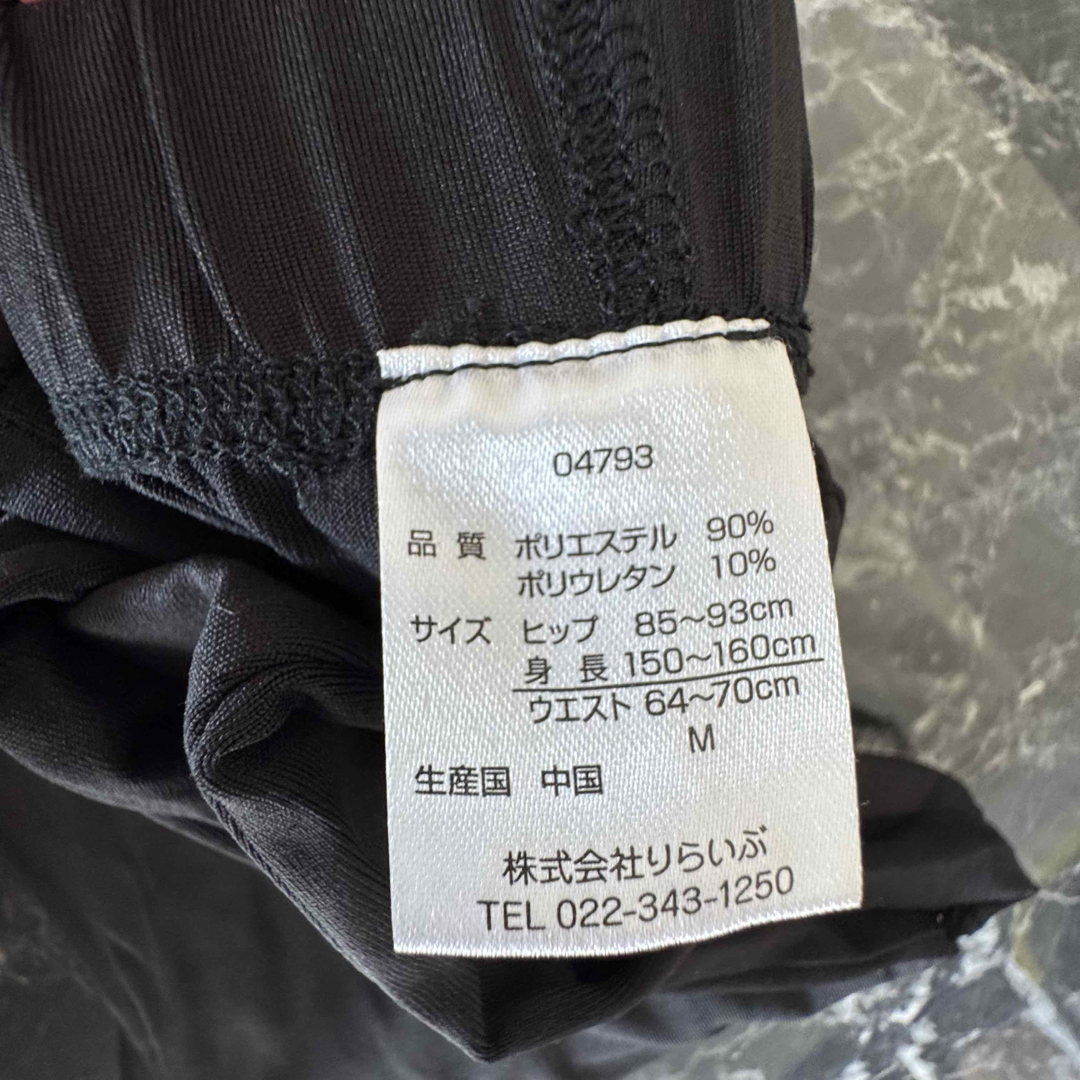 04793
品質 ポリエステル 90%
ポリウレタン 10%
サイズ ヒップ 85～93cm
身長 150～160cm
ウエスト 64～70cm
M
生産国 中国
株式会社りらいぶ
TEL 022-343-1250